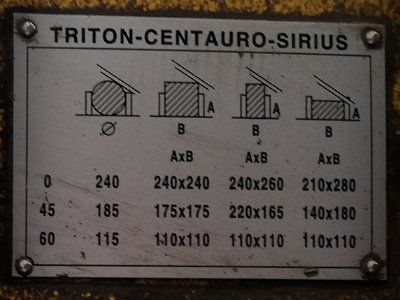 TRITON-CENTAURO-SIRIUS
A A
Ø B B B
AxB AxB AxB
0 240 240x240 240x260 210x280
45 185 175x175 220x165 140x180
60 115 110x110 110x110 110x110